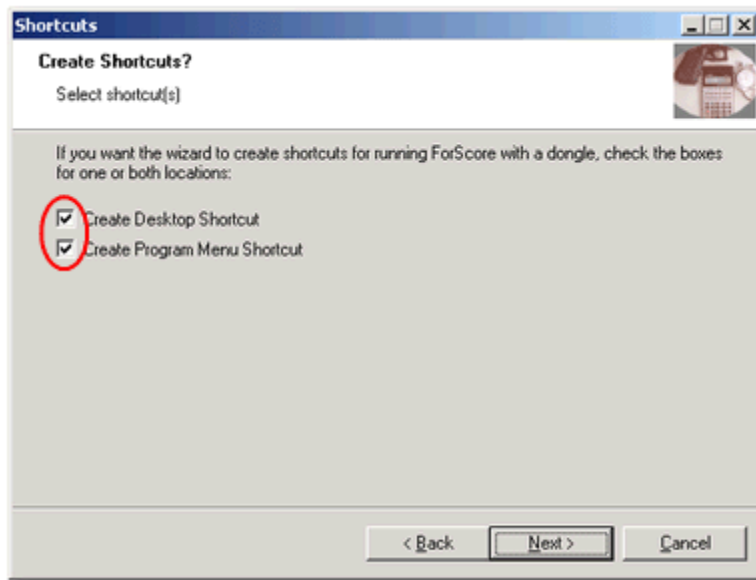 Shortcuts
Create Shortcuts?
Select shortcut(s)
If you want the wizard to create shortcuts for running ForScore with a dongle, check the boxes
for one or both locations:
Create Desktop Shortcut
Create Program Menu Shortcut
< Back Next > Cancel